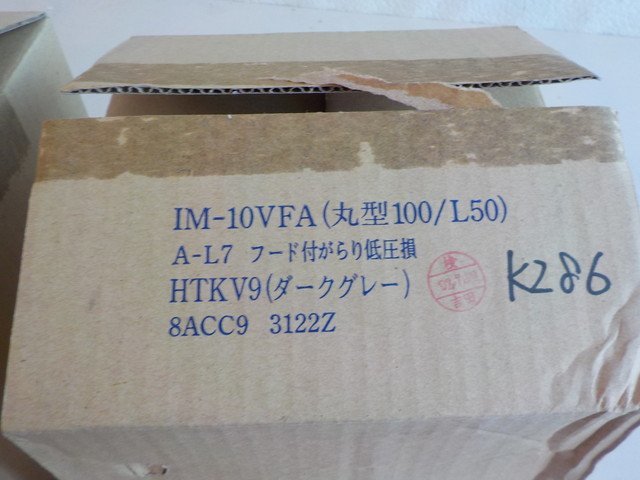 IM-10VFA(丸型100/L50)
A-L7 フード付がらり低圧損
HTKV9(ダークグレー)
8ACC9 3122Z
K286